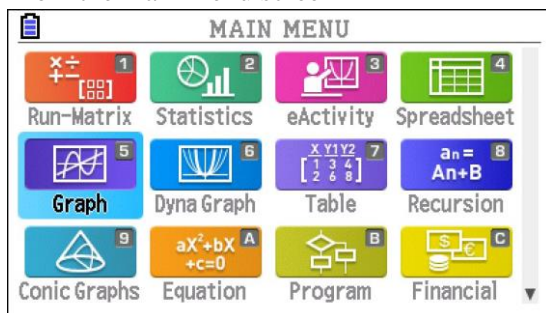 MAIN MENU
×÷
+− [88] 1
2
3
4
Run-Matrix Statistics eActivity Spreadsheet
5
6
X Y1Y2
1 3 4
2 6 8
7
an=
An+B
8
Graph Dyna Graph Table Recursion
9
aX²+bX
+c=0
A
B
$ €
C
Conic Graphs Equation Program Financial